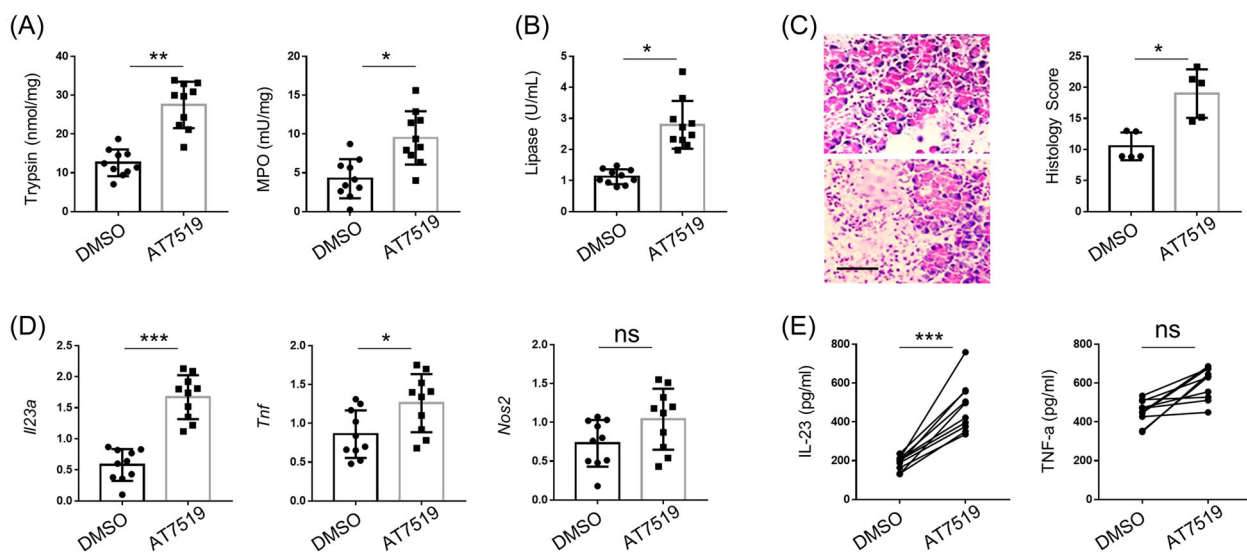 (A)
**
Trypsin (nmol/mg)
40
30
20
10
0
DMSO
AT7519
*
MPO (mU/mg)
20
15
10
5
0
DMSO
AT7519
(B)
*
Lipase (U/mL)
5
4
3
2
1
0
DMSO
AT7519
(C)
*
Histology Score
25
20
15
10
5
0
DMSO
AT7519
(D)
***
Il23a
2.5
2.0
1.5
1.0
0.5
0.0
DMSO
AT7519
*
Tnf
2.0
1.5
1.0
0.5
0.0
DMSO
AT7519
ns
Nos2
2.0
1.5
1.0
0.5
0.0
DMSO
AT7519
(E)
***
IL-23 (pg/ml)
800
600
400
200
0
DMSO
AT7519
ns
TNF-a (pg/ml)
800
600
400
200
0
DMSO
AT7519